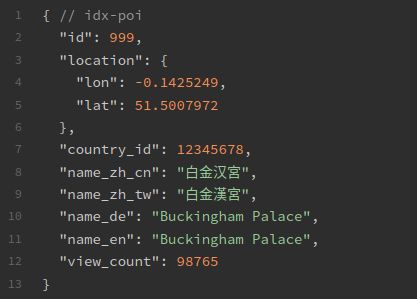 1 { // idx-poi
2 "id": 999,
3 "location": {
4 "lon": -0.1425249,
5 "lat": 51.5007972
6 },
7 "country_id": 12345678,
8 "name_zh_cn": "白金汉宮",
9 "name_zh_tw": "白金漢宮",
10 "name_de": "Buckingham Palace",
11 "name_en": "Buckingham Palace",
12 "view_count": 98765
13 }